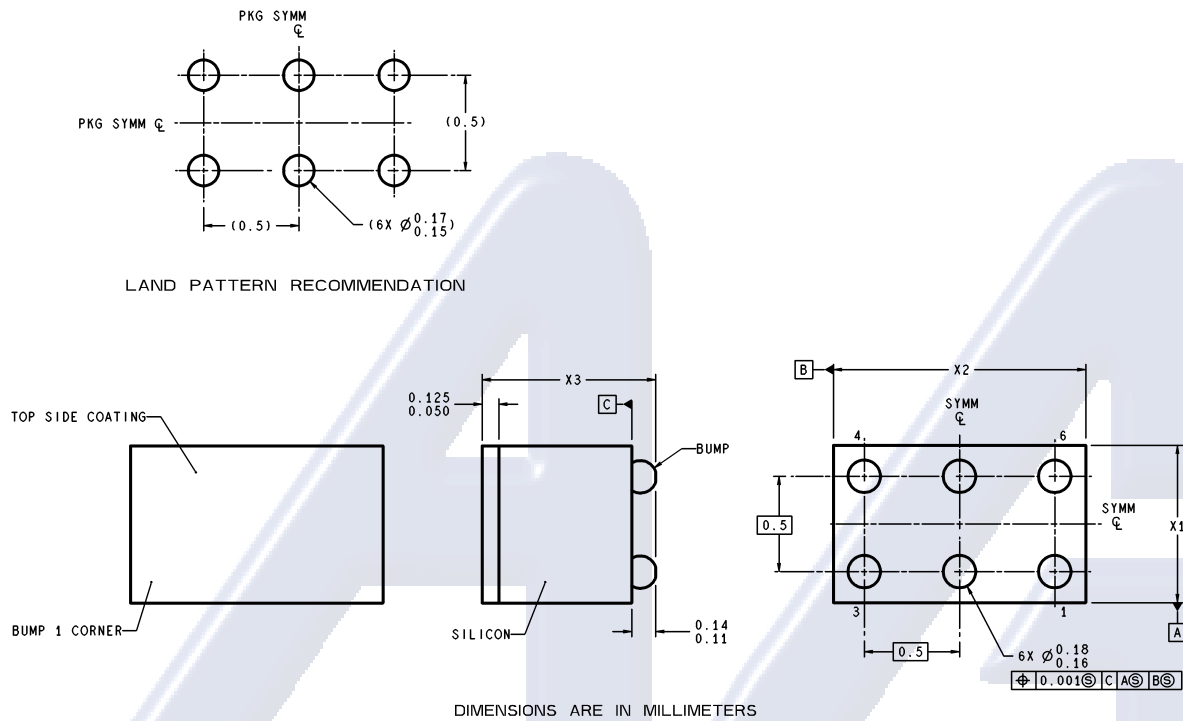 PKG SYMM
℄
PKG SYMM ℄
(0.5)
(0.5)
(6X Ø 0.17
0.15)
LAND PATTERN RECOMMENDATION
TOP SIDE COATING
BUMP 1 CORNER
X3
0.125
0.050
C
BUMP
SILICON
0.14
0.11
B
X2
SYMM
℄
4
6
0.5
SYMM
℄
X1
3
1
A
0.5
6X Ø 0.18
0.16
⌖ 0.001Ⓢ C AⓈ BⓈ
DIMENSIONS ARE IN MILLIMETERS